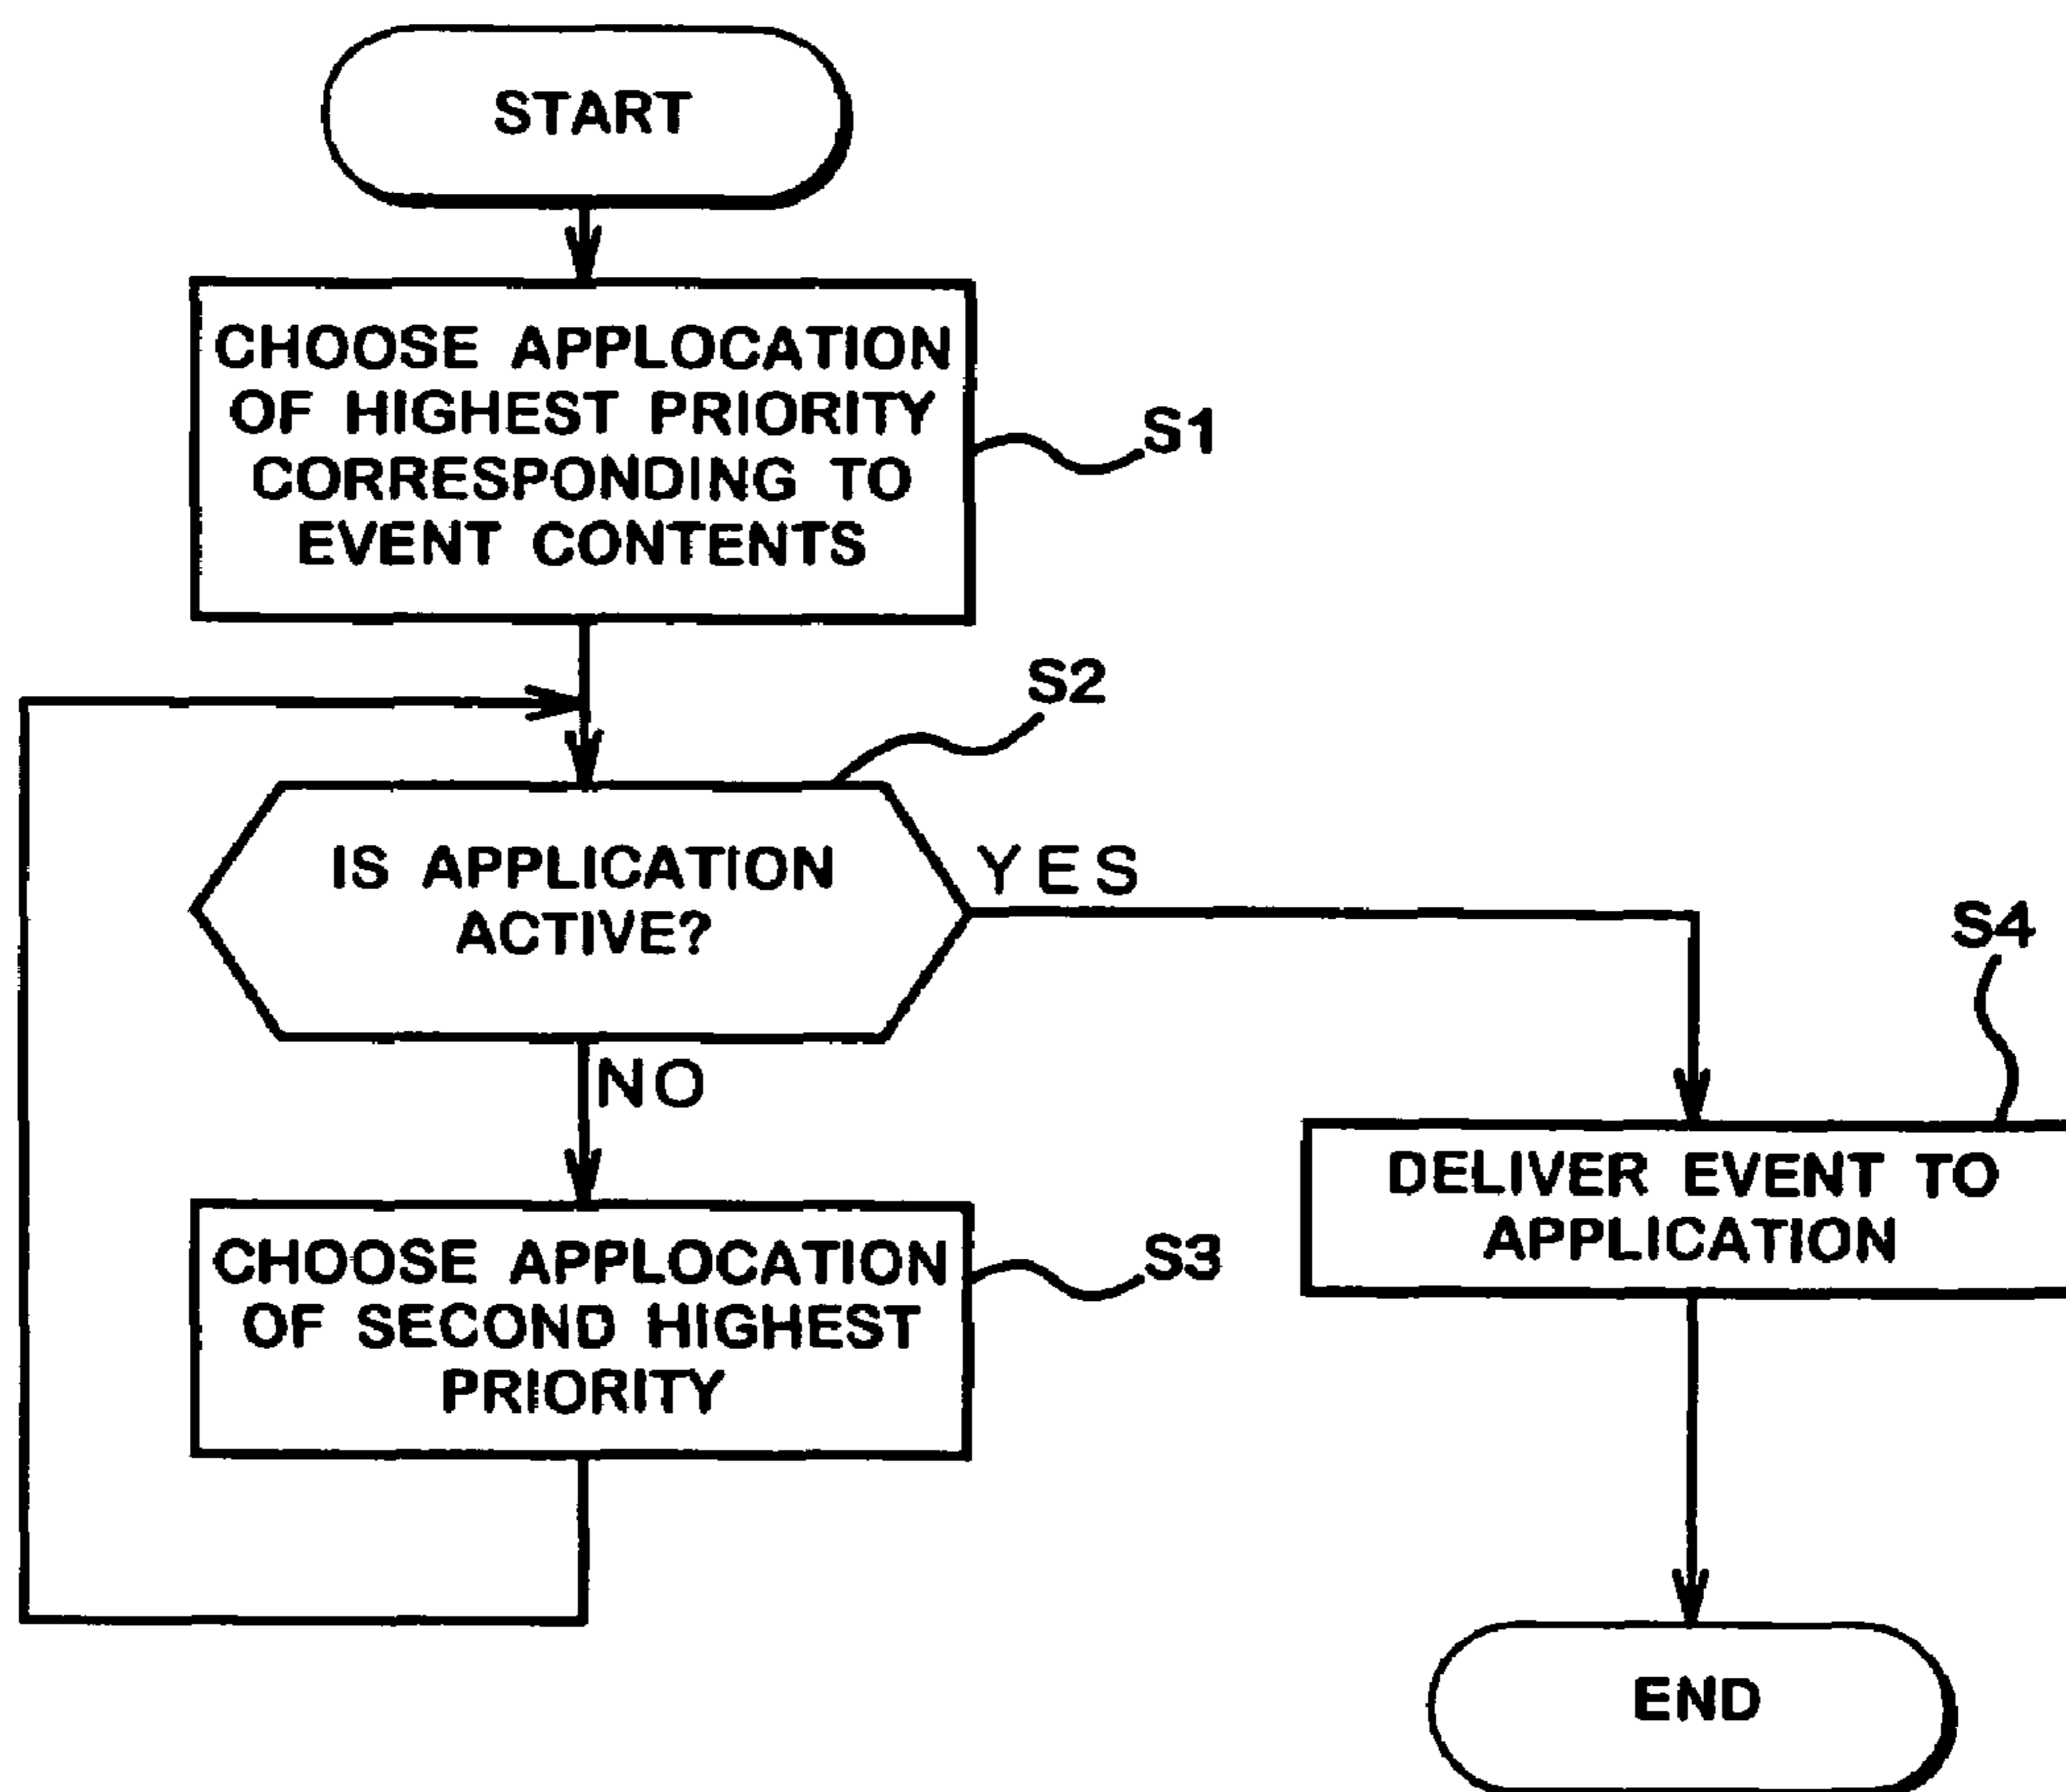 START
CHOOSE APPLOCATION
OF HIGHEST PRIORITY
CORRESPONDING TO
EVENT CONTENTS
S1
S2
IS APPLICATION
ACTIVE?
YES
NO
S4
DELIVER EVENT TO
APPLICATION
CHOOSE APPLOCATION
OF SECOND HIGHEST
PRIORITY
S3
END